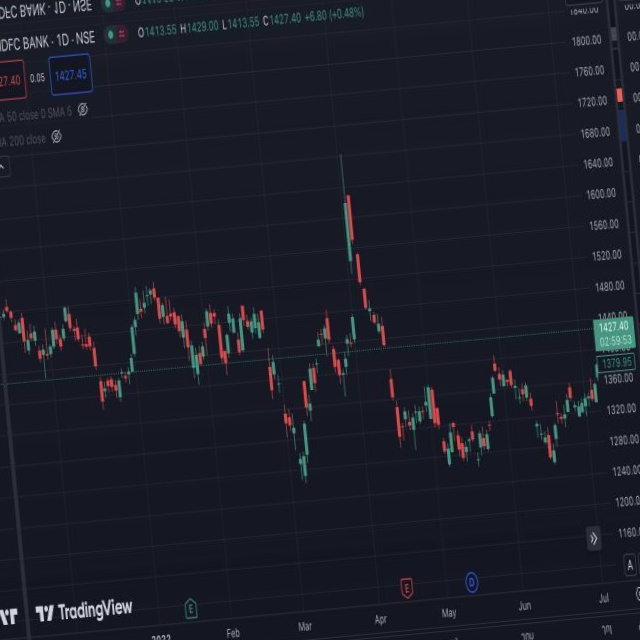 DFC BANK · 1D · NSE
DFC BANK · 1D · NSE O1413.55 H1429.00 L1413.55 C1427.40 +6.80 (+0.48%)
27.40 0.05 1427.45
A 50 close 0 SMA 5
A 200 close
1840.00
1800.00
1760.00
1720.00
1680.00
1640.00
1600.00
1560.00
1520.00
1480.00
1440.00
1427.40
02:59:53
1379.95
1360.00
1320.00
1280.00
1240.00
1200.00
1160.00
A
TradingView
E
E
D
2022 Feb Mar Apr May Jun Jul